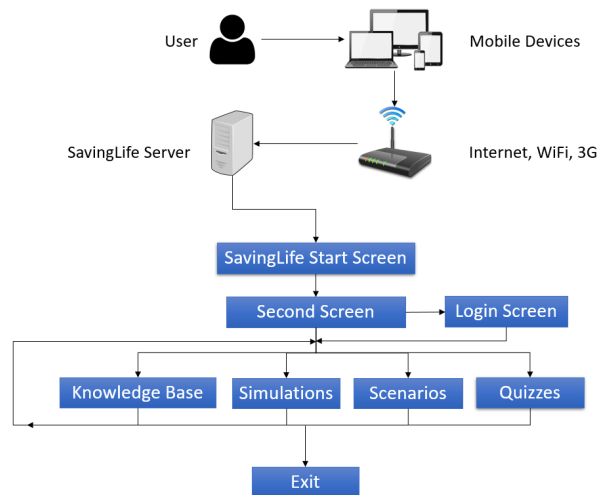 User
Mobile Devices
SavingLife Server
Internet, WiFi, 3G
SavingLife Start Screen
Second Screen
Login Screen
Knowledge Base
Simulations
Scenarios
Quizzes
Exit